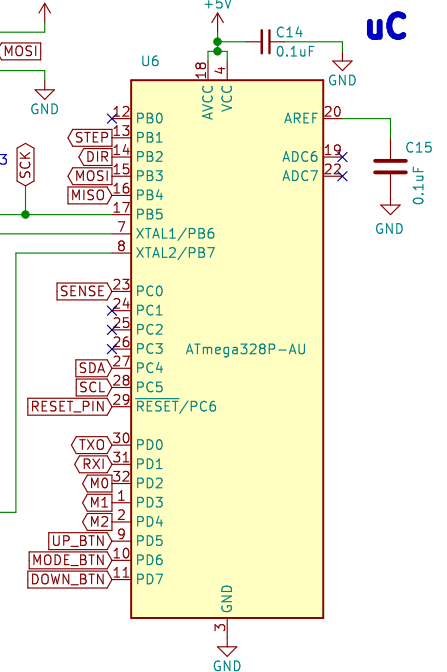 +5V
uC
MOSI
C14
0.1uF
GND
GND
U6
18
4
AVCC
VCC
12 PB0
AREF 20
STEP 13 PB1
DIR 14 PB2
ADC6 19
C15
0.1uF
MOSI 15 PB3
ADC7 22
3
SCK
MISO 16 PB4
17 PB5
GND
7 XTAL1/PB6
8 XTAL2/PB7
SENSE 23 PC0
24 PC1
25 PC2
26 PC3
ATmega328P-AU
SDA 27 PC4
SCL 28 PC5
RESET_PIN 29 RESET/PC6
TXO 30 PD0
RXI 31 PD1
M0 32 PD2
M1 1 PD3
M2 2 PD4
UP_BTN 9 PD5
MODE_BTN 10 PD6
DOWN_BTN 11 PD7
GND
3
GND